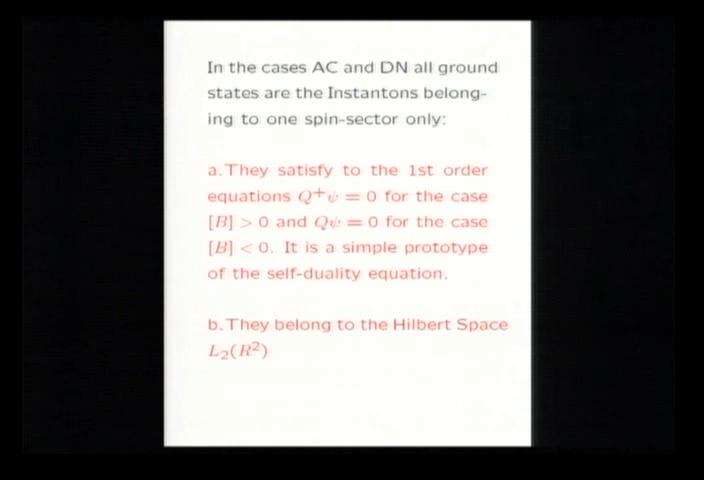 In the cases AC and DN all ground
states are the Instantons belong-
ing to one spin-sector only:
a. They satisfy to the 1st order
equations Q⁺ψ = 0 for the case
[B] > 0 and Qψ = 0 for the case
[B] < 0. It is a simple prototype
of the self-duality equation.
b. They belong to the Hilbert Space
L₂(R²)